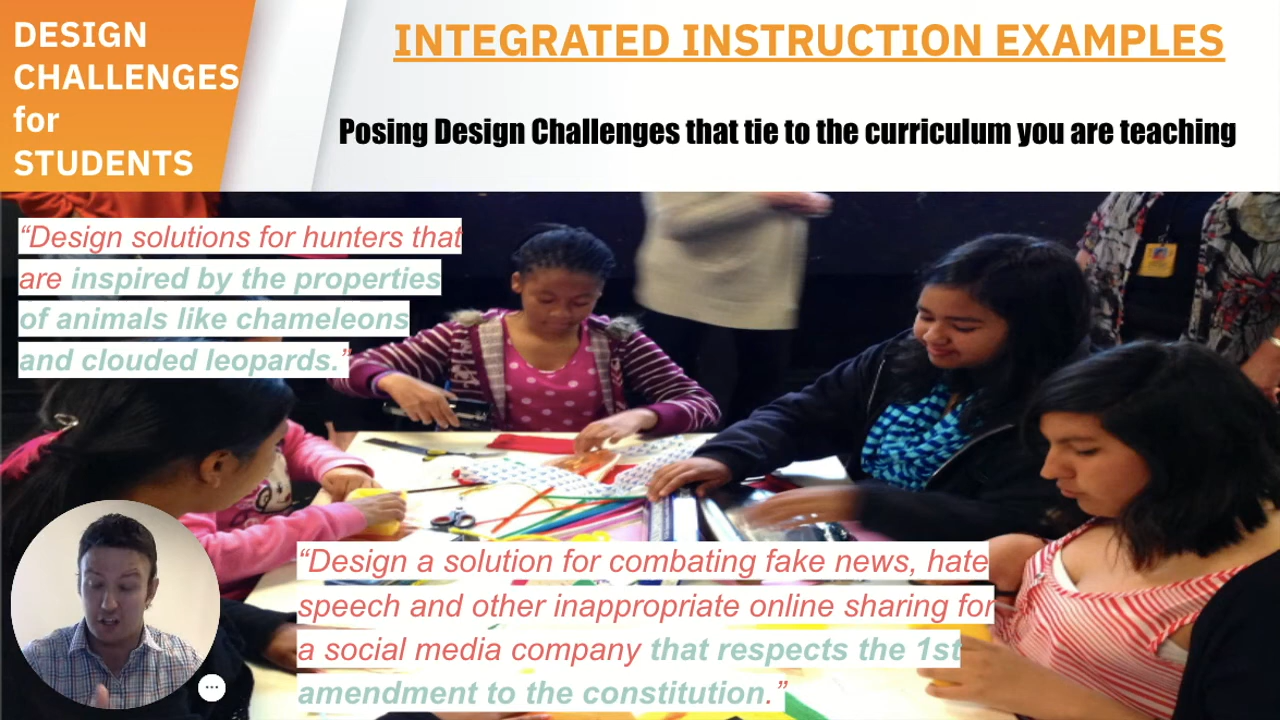 DESIGN
CHALLENGES
for
STUDENTS
INTEGRATED INSTRUCTION EXAMPLES
Posing Design Challenges that tie to the curriculum you are teaching
“Design solutions for hunters that
are inspired by the properties
of animals like chameleons
and clouded leopards.”
“Design a solution for combating fake news, hate
speech and other inappropriate online sharing for
a social media company that respects the 1st
amendment to the constitution.”